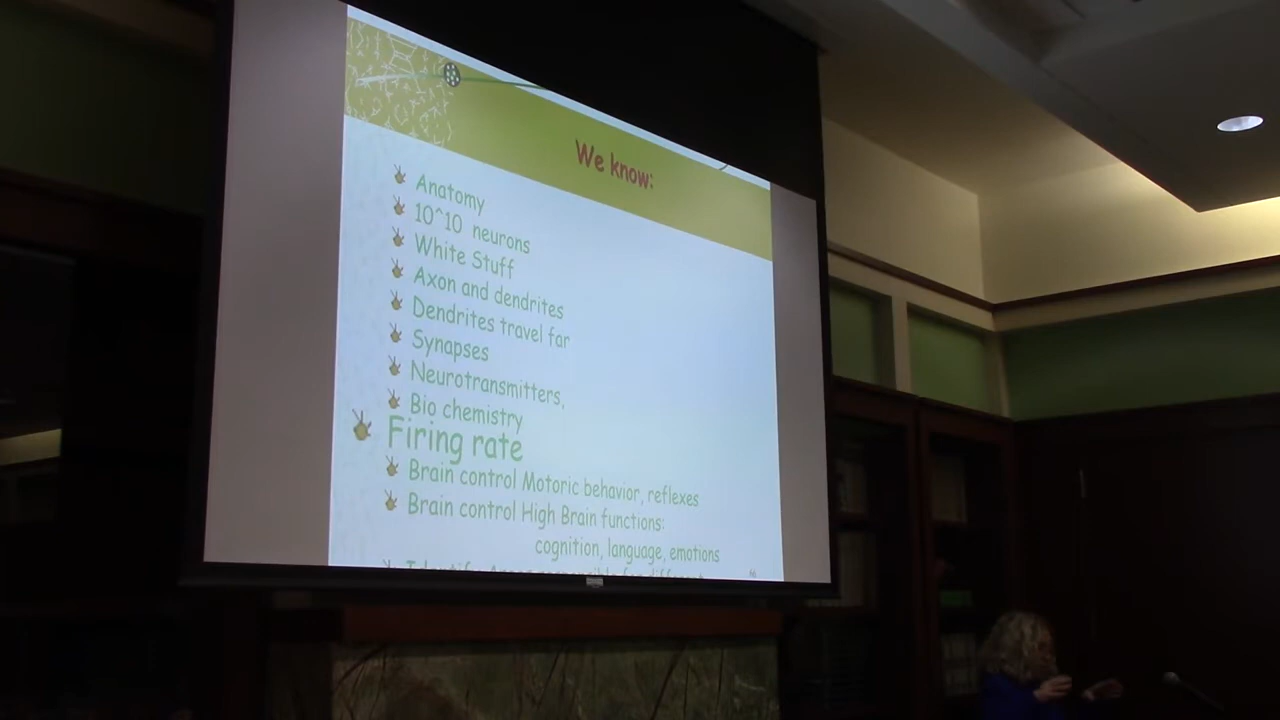 We know:
Anatomy
10^10 neurons
White Stuff
Axon and dendrites
Dendrites travel far
Synapses
Neurotransmitters,
Bio chemistry
Firing rate
Brain control Motoric behavior, reflexes
Brain control High Brain functions:
cognition, language, emotions